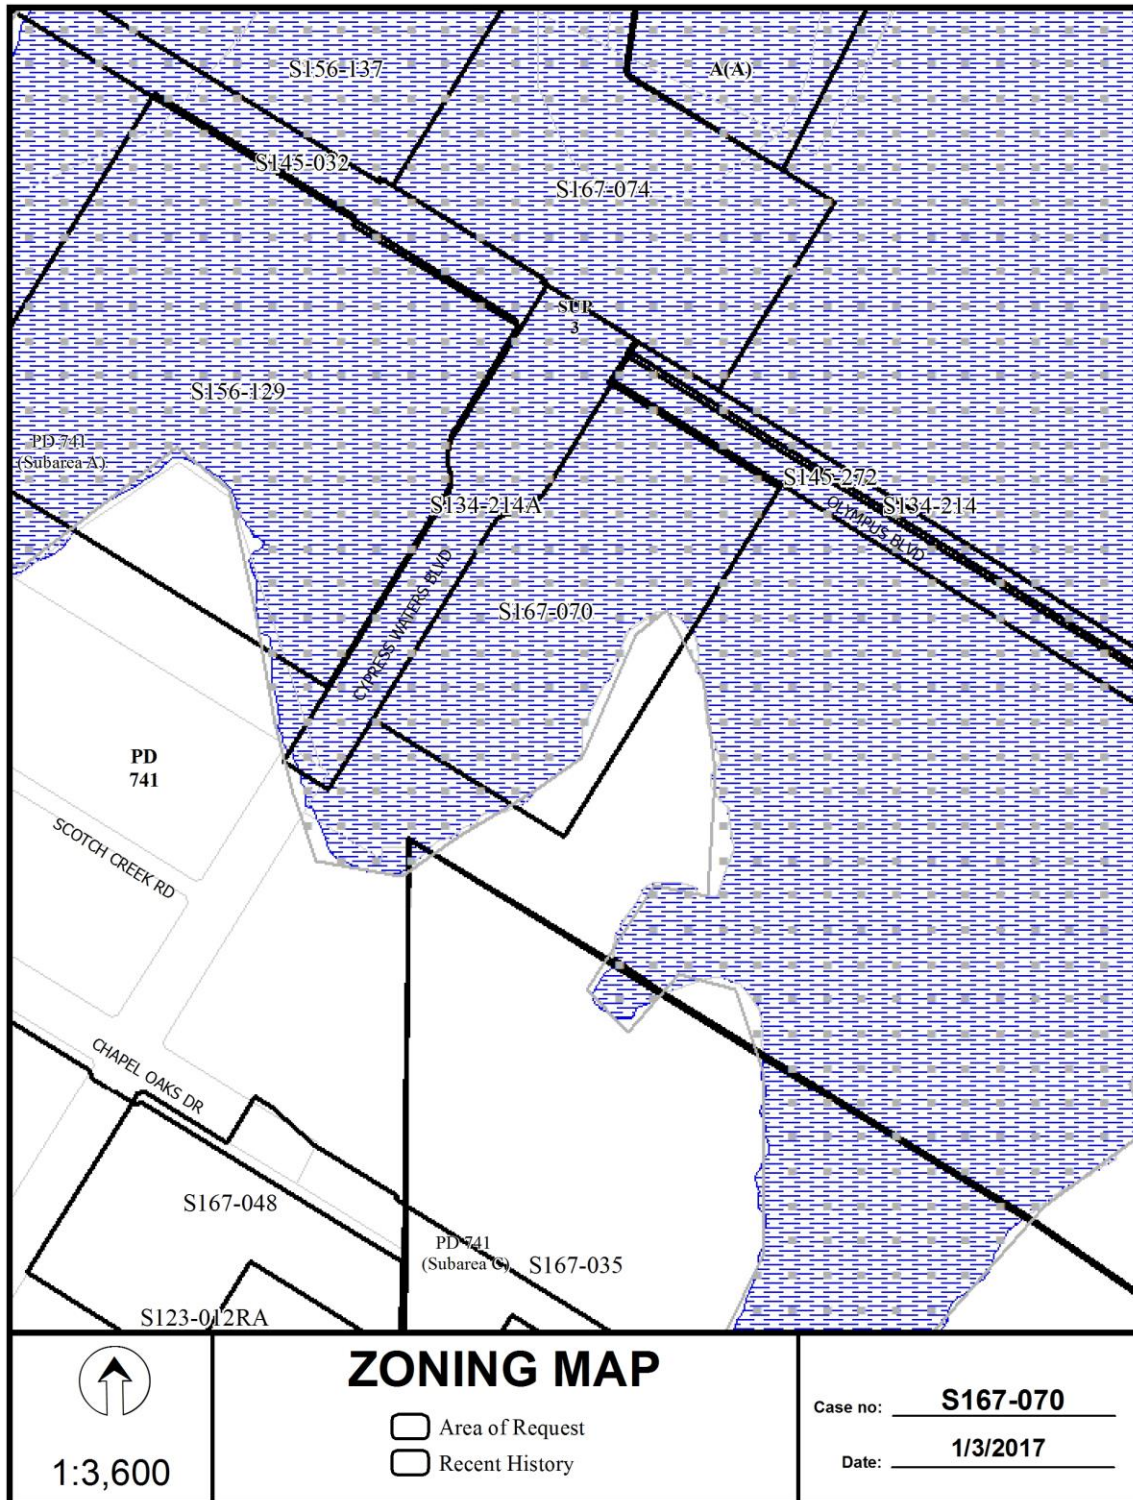 S156-137
A(A)
S145-032
S167-074
SUP
3
S156-129
PD 741
(Subarea A)
S145-272
S134-214A
S134-214
OLYMPUS BLVD
CYPRESS WATERS BLVD
S167-070
PD
741
SCOTCH CREEK RD
CHAPEL OAKS DR
S167-048
PD 741
(Subarea C)
S167-035
S123-012RA
1:3,600
ZONING MAP
Area of Request
Recent History
Case no: S167-070
Date: 1/3/2017